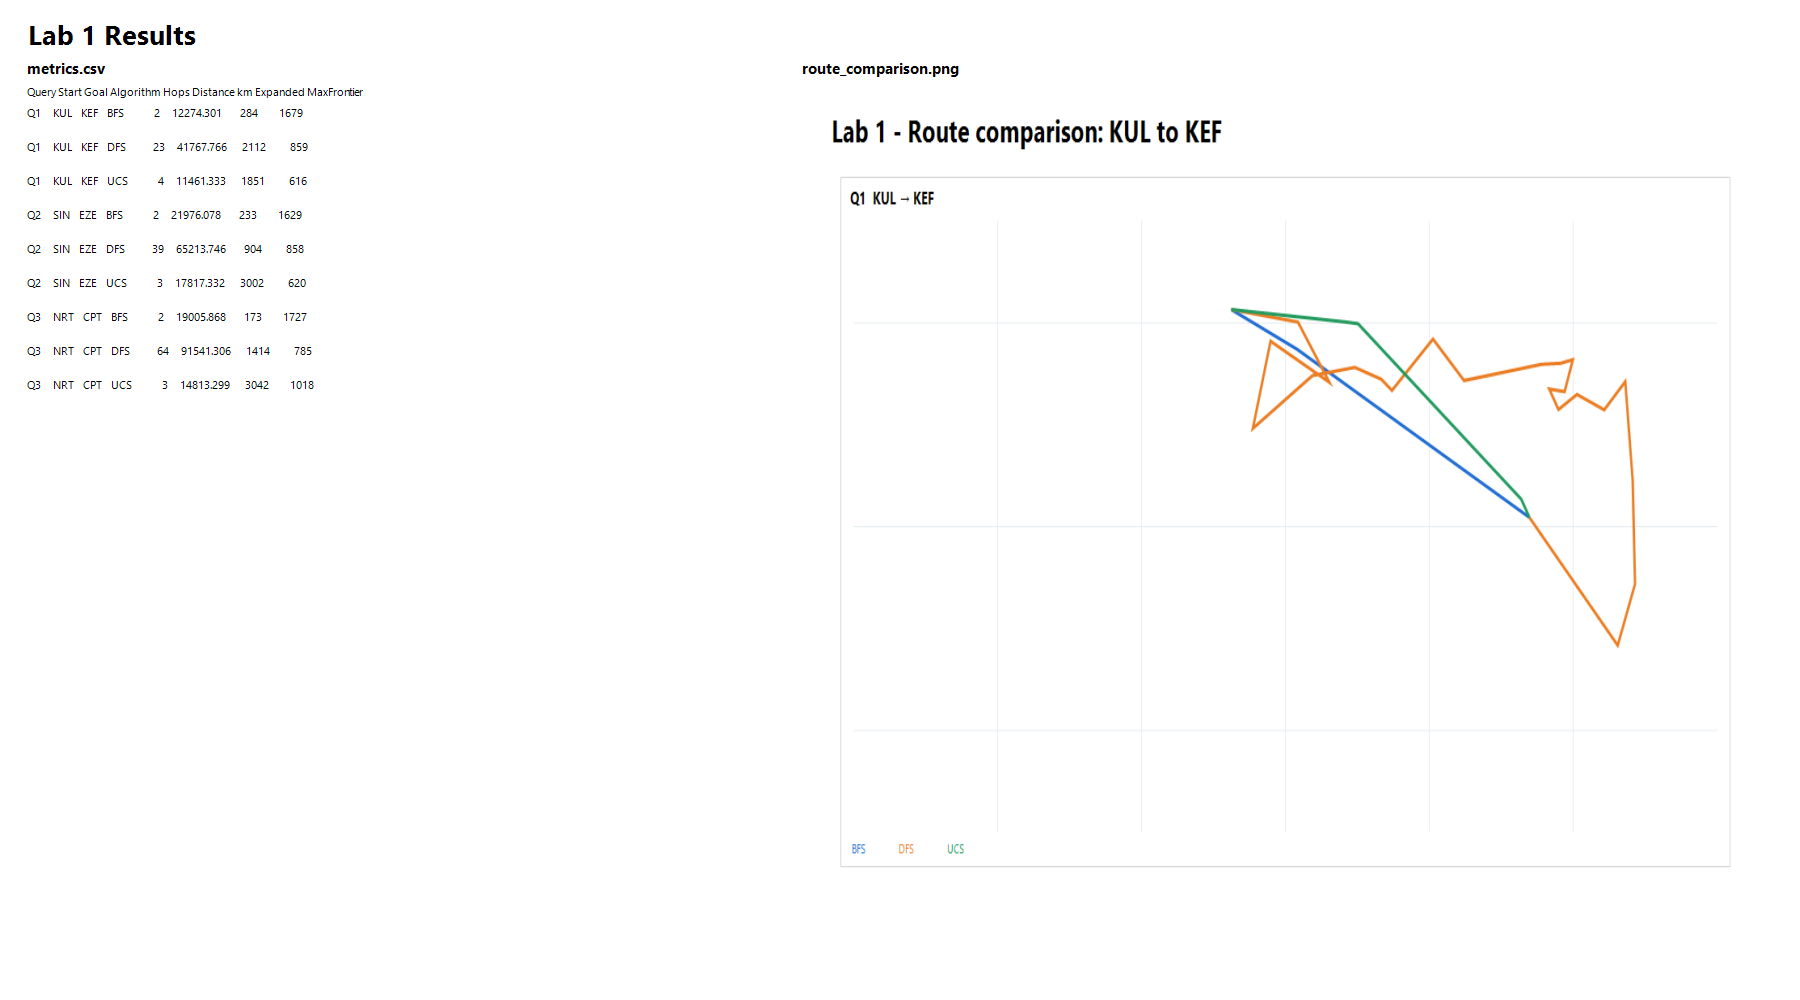 Lab 1 Results
metrics.csv
Query Start Goal Algorithm Hops Distance km Expanded MaxFrontier
Q1 KUL KEF BFS 2 12274.301 284 1679
Q1 KUL KEF DFS 23 41767.766 2112 859
Q1 KUL KEF UCS 4 11461.333 1851 616
Q2 SIN EZE BFS 2 21976.078 233 1629
Q2 SIN EZE DFS 39 65213.746 904 858
Q2 SIN EZE UCS 3 17817.332 3002 620
Q3 NRT CPT BFS 2 19005.868 173 1727
Q3 NRT CPT DFS 64 91541.306 1414 785
Q3 NRT CPT UCS 3 14813.299 3042 1018
route_comparison.png
Lab 1 - Route comparison: KUL to KEF
Q1 KUL → KEF
BFS DFS UCS